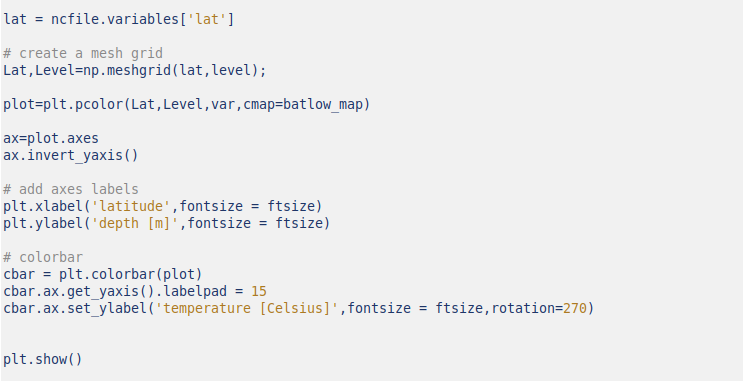 lat = ncfile.variables['lat']
# create a mesh grid
Lat,Level=np.meshgrid(lat,level);
plot=plt.pcolor(Lat,Level,var,cmap=batlow_map)
ax=plot.axes
ax.invert_yaxis()
# add axes labels
plt.xlabel('latitude',fontsize = ftsize)
plt.ylabel('depth [m]',fontsize = ftsize)
# colorbar
cbar = plt.colorbar(plot)
cbar.ax.get_yaxis().labelpad = 15
cbar.ax.set_ylabel('temperature [Celsius]',fontsize = ftsize,rotation=270)
plt.show()